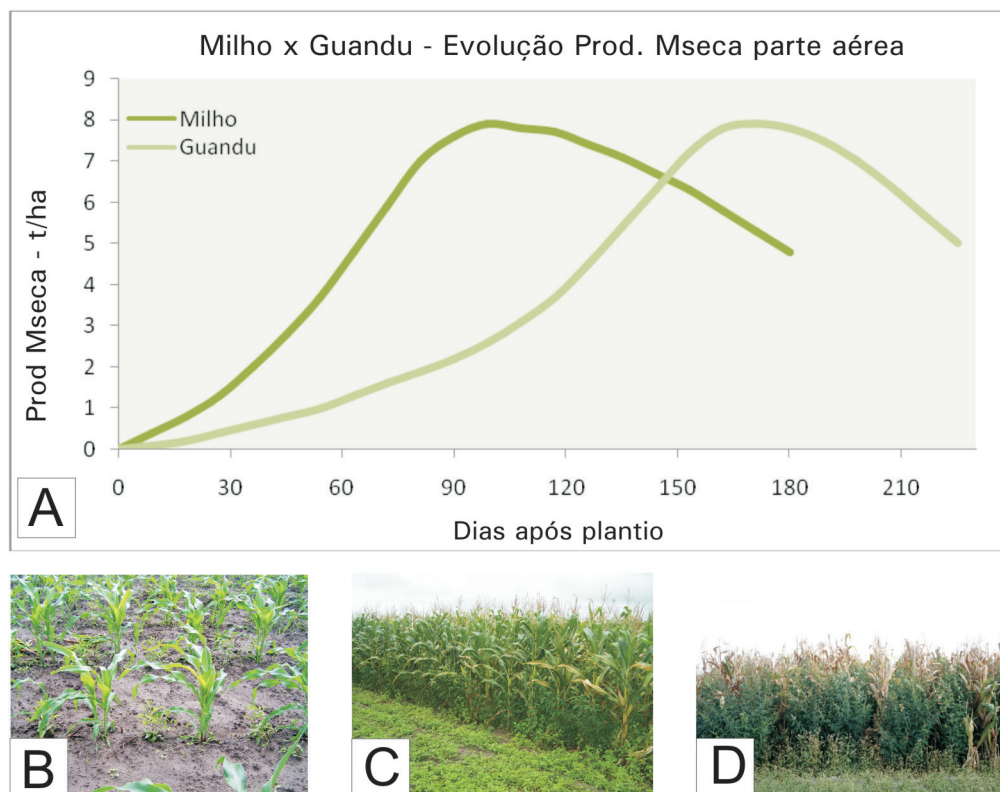 Milho x Guandu - Evolução Prod. Mseca parte aérea
9
8
7
6
5
4
3
2
1
0
Milho
Guandu
Prod Mseca - t/ha
0 30 60 90 120 150 180 210
Dias após plantio
A
B
C
D